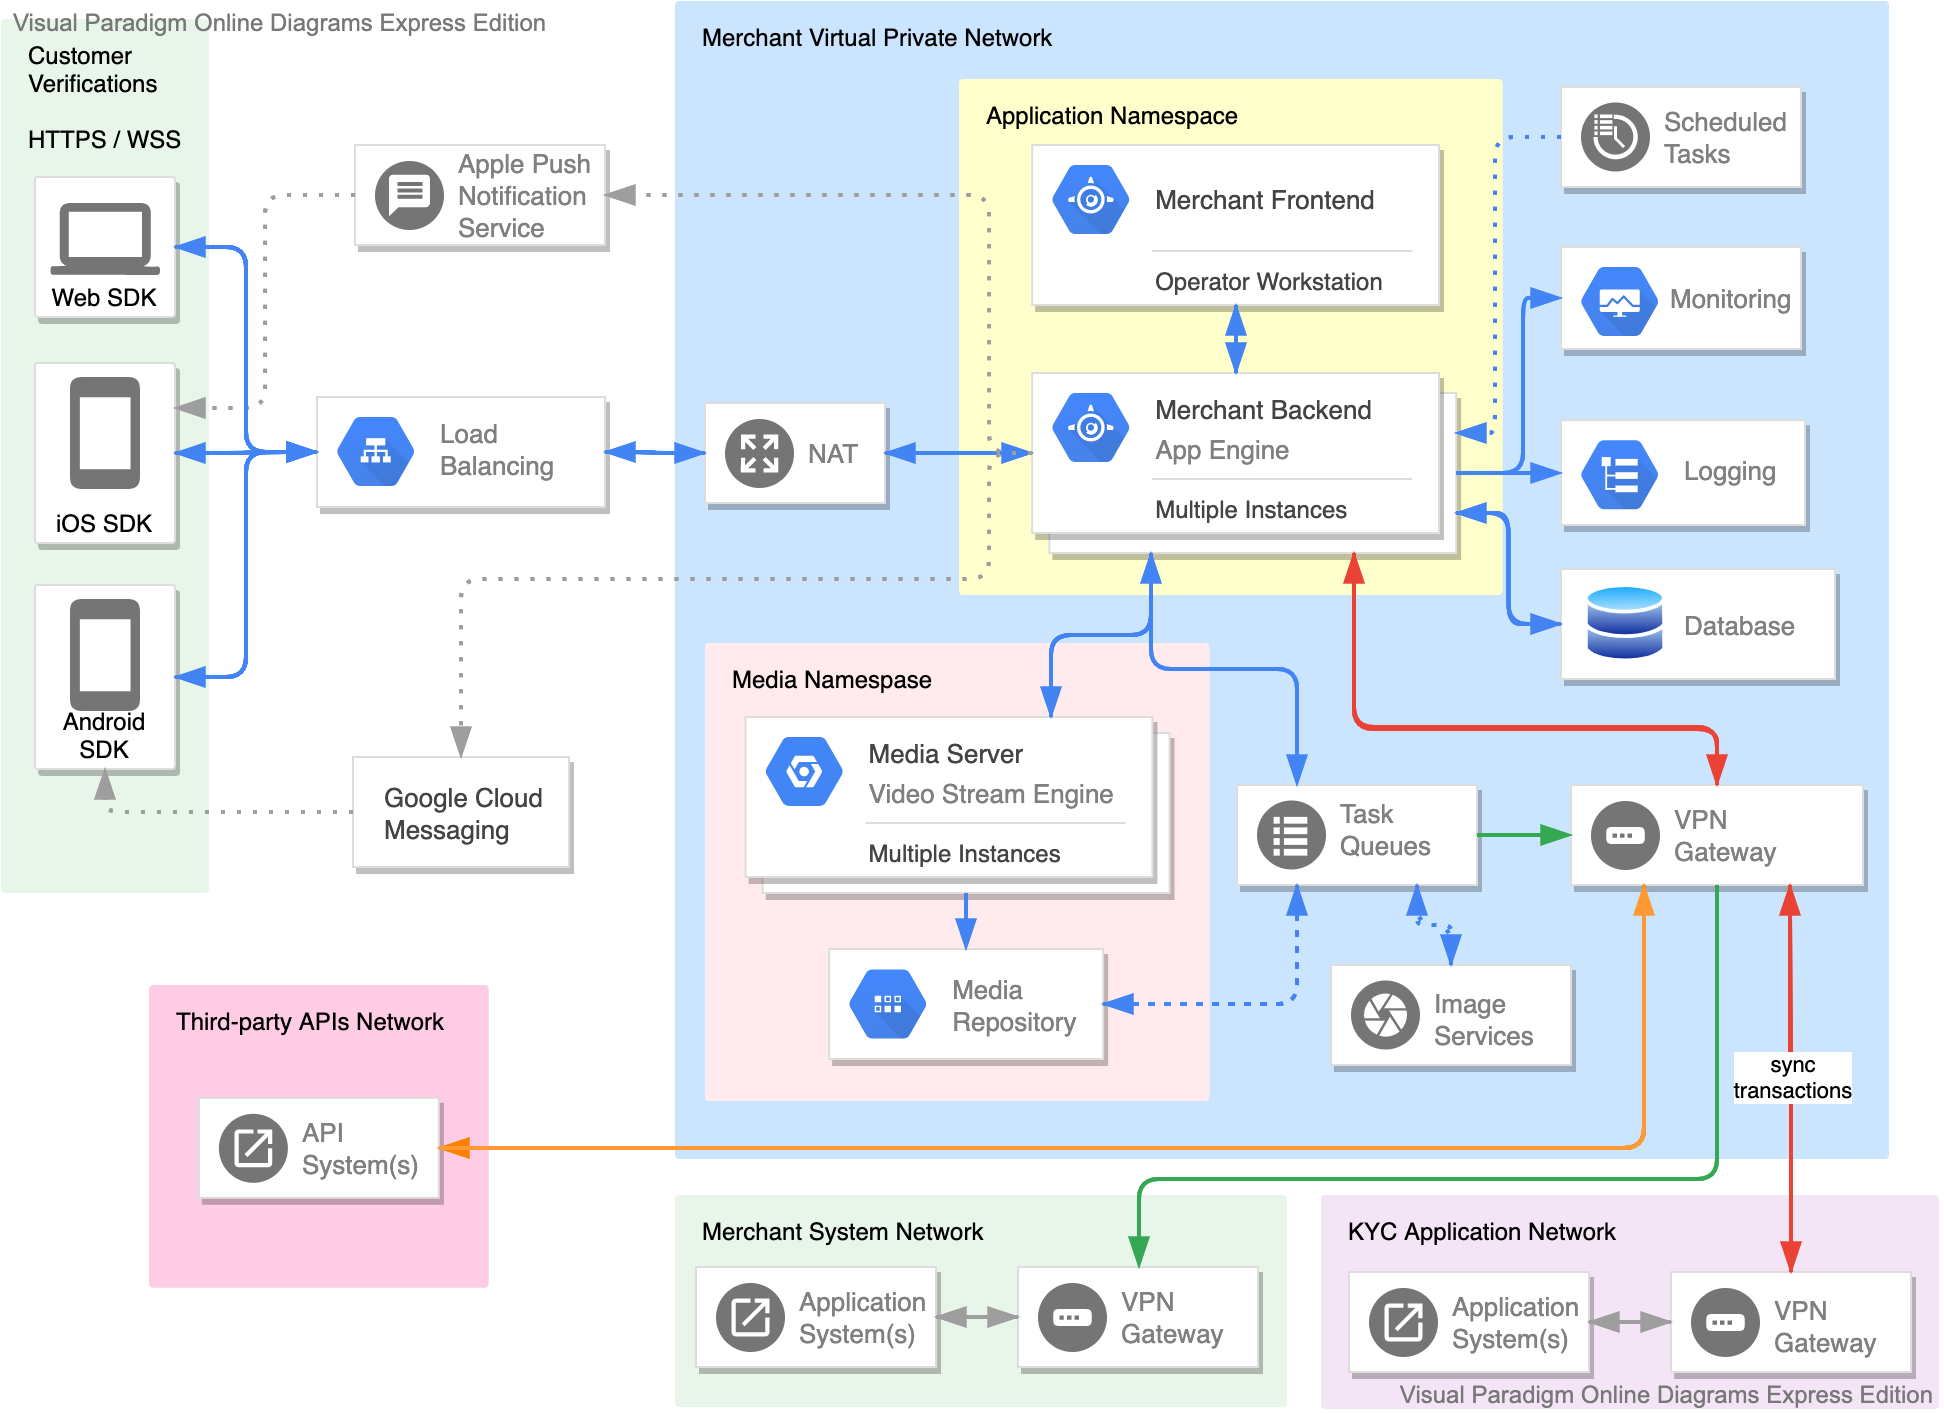 Visual Paradigm Online Diagrams Express Edition
Customer
Verifications
HTTPS / WSS
Web SDK
iOS SDK
Android
SDK
Apple Push
Notification
Service
Load
Balancing
Google Cloud
Messaging
Merchant Virtual Private Network
NAT
Application Namespace
Merchant Frontend
Operator Workstation
Merchant Backend
App Engine
Multiple Instances
Scheduled
Tasks
Monitoring
Logging
Database
Media Namespase
Media Server
Video Stream Engine
Multiple Instances
Media
Repository
Task
Queues
VPN
Gateway
Image
Services
sync
transactions
Third-party APIs Network
API
System(s)
Merchant System Network
Application
System(s)
VPN
Gateway
KYC Application Network
Application
System(s)
VPN
Gateway
Visual Paradigm Online Diagrams Express Edition